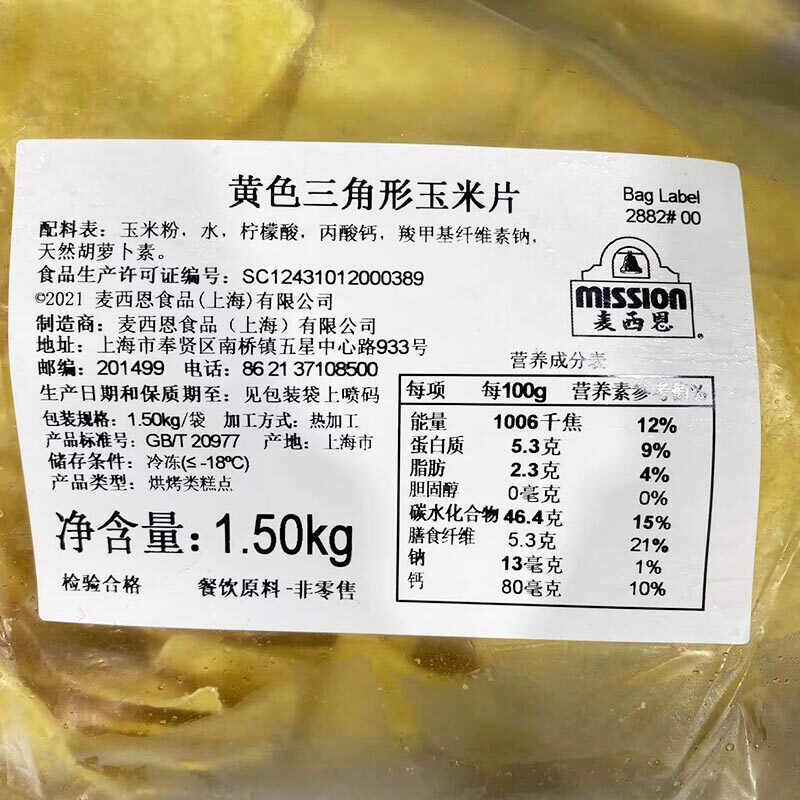 黄色三角形玉米片
Bag Label
2882# 00
配料表：玉米粉，水，柠檬酸，丙酸钙，羧甲基纤维素钠，
天然胡萝卜素。
食品生产许可证编号：SC12431012000389
©2021 麦西恩食品(上海)有限公司
制造商：麦西恩食品（上海）有限公司
地址：上海市奉贤区南桥镇五星中心路933号
邮编：201499 电话：86 21 37108500
生产日期和保质期至：见包装袋上喷码
包装规格：1.50kg/袋 加工方式：热加工
产品标准号：GB/T 20977 产地：上海市
储存条件：冷冻(≤ -18ºC)
产品类型：烘烤类糕点
净含量：1.50kg
检验合格 餐饮原料 -非零售
MISSION
麦西恩
营养成分表
每项 每100g 营养素参考值%
能量 1006千焦 12%
蛋白质 5.3克 9%
脂肪 2.3克 4%
胆固醇 0毫克 0%
碳水化合物 46.4克 15%
膳食纤维 5.3克 21%
钠 13毫克 1%
钙 80毫克 10%